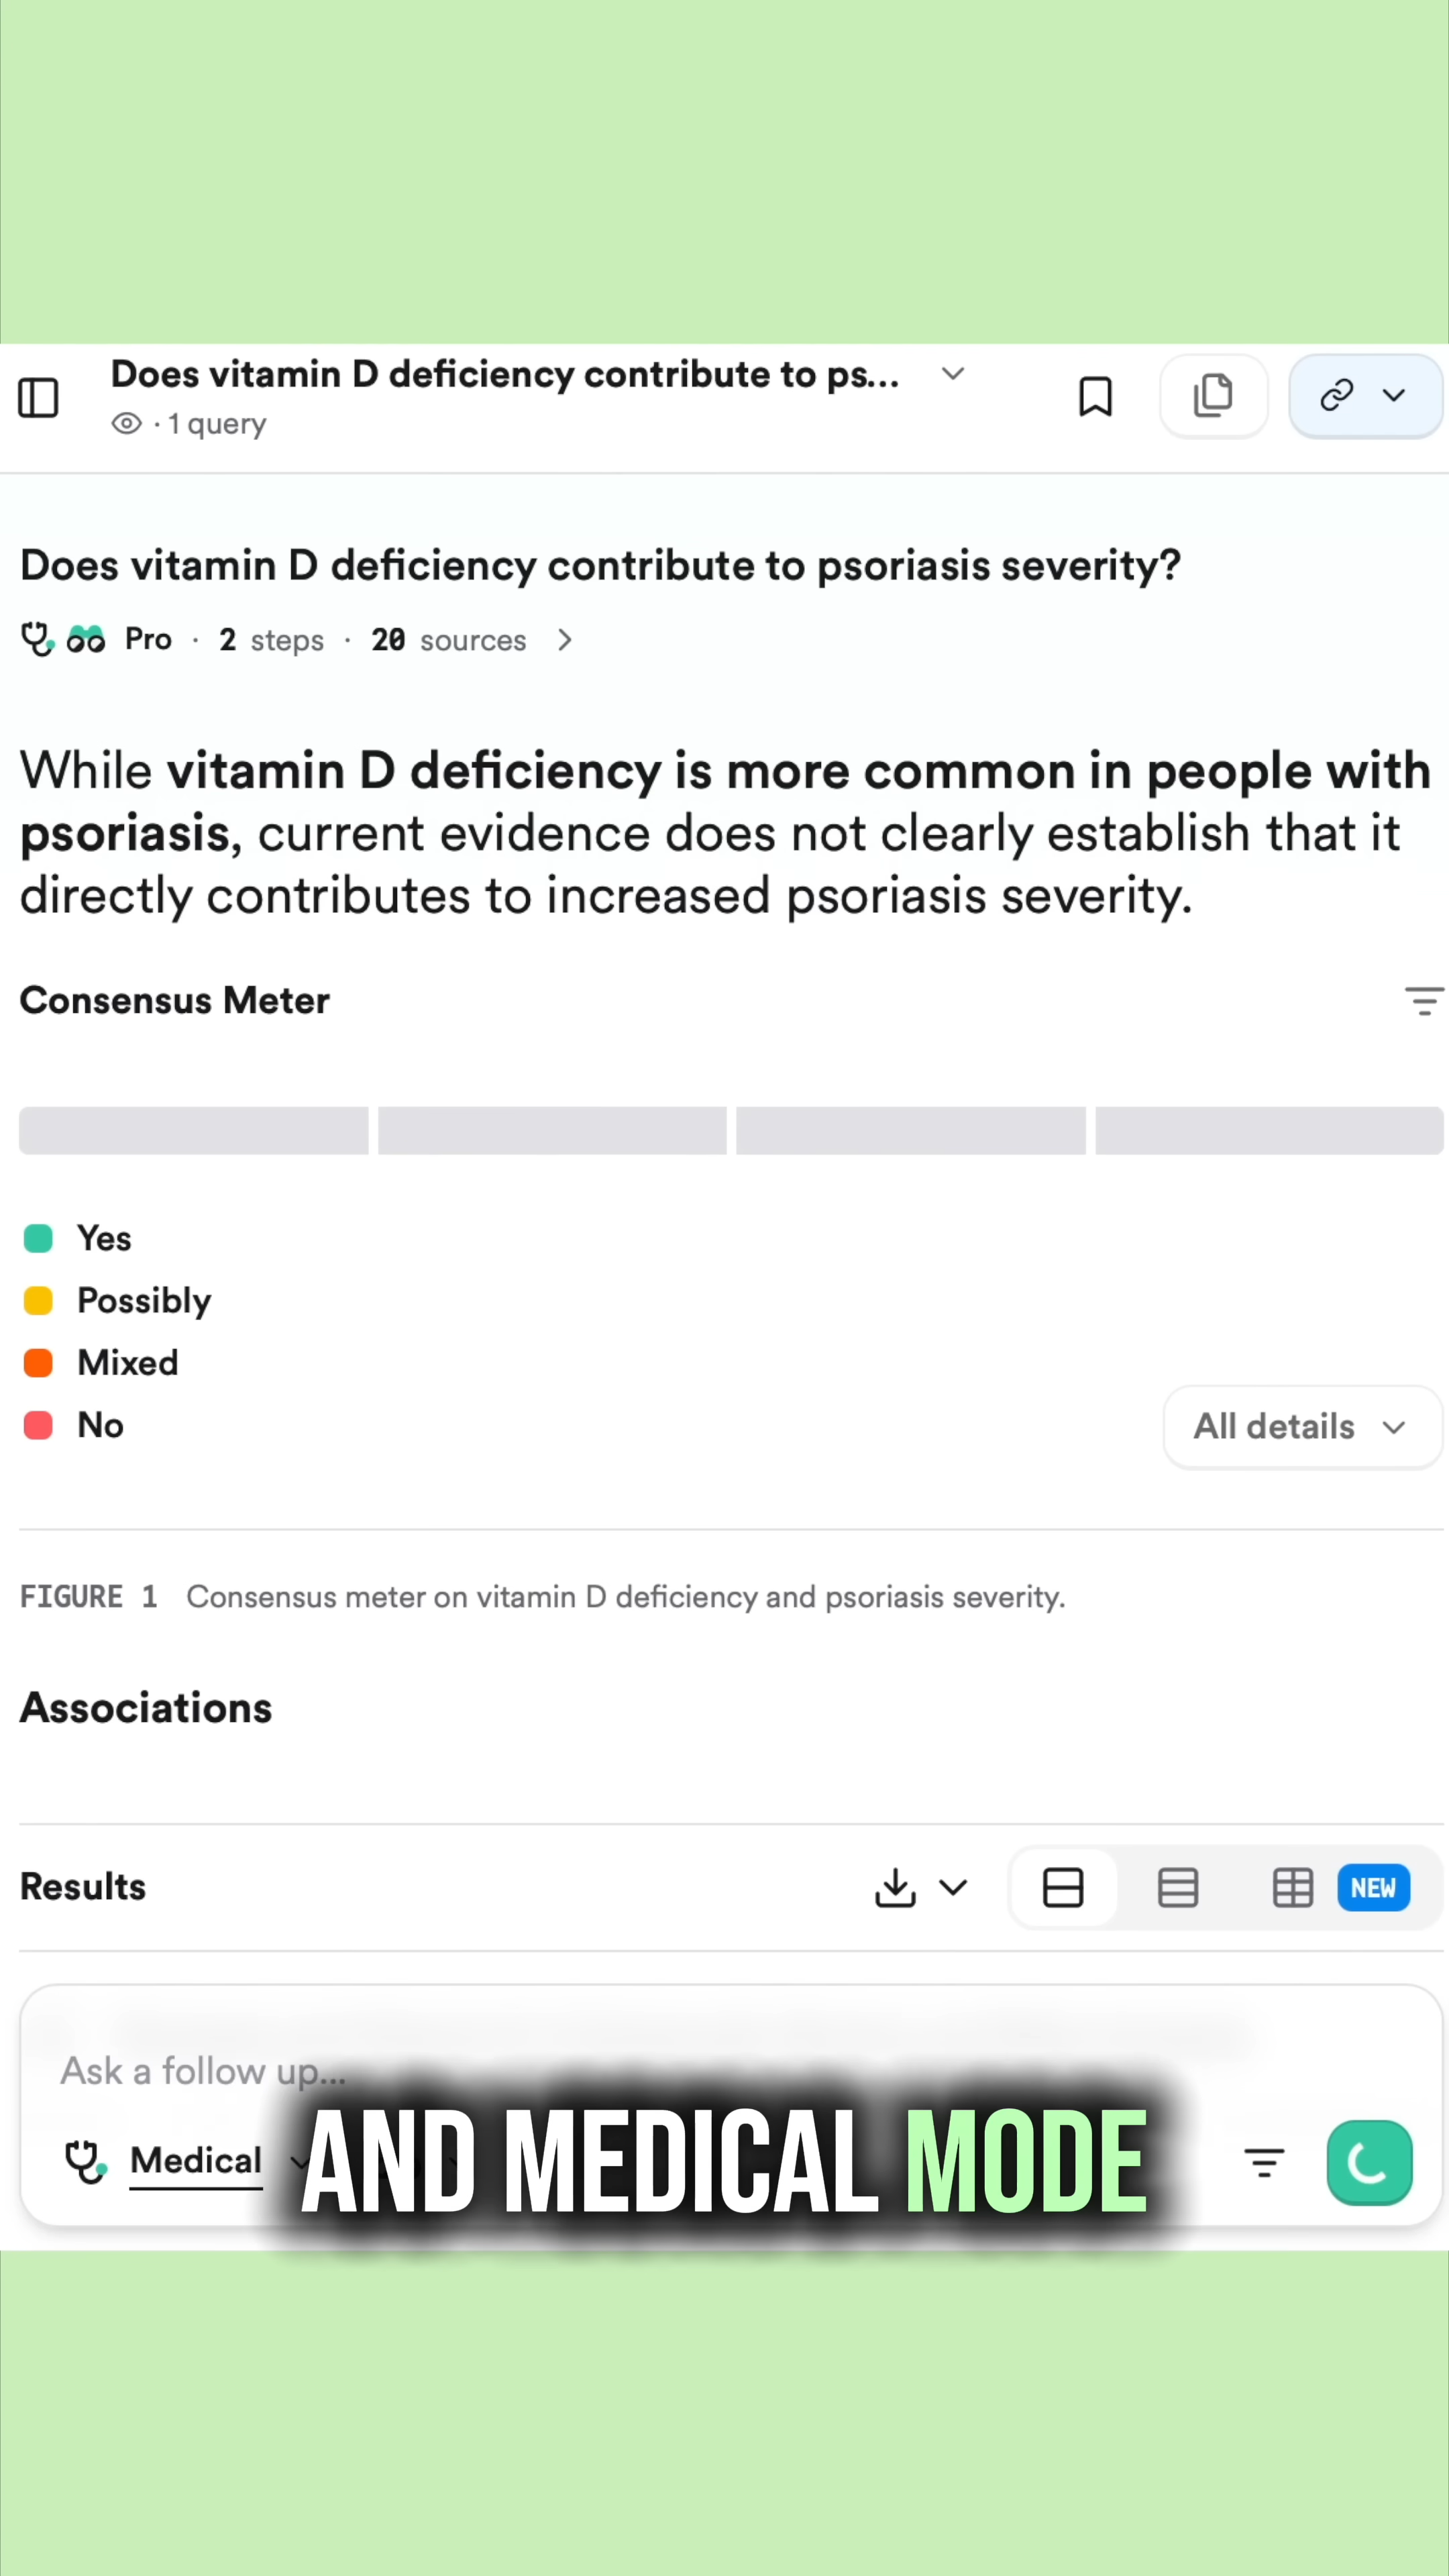 Does vitamin D deficiency contribute to ps...
· 1 query
Does vitamin D deficiency contribute to psoriasis severity?
Pro · 2 steps · 20 sources
While vitamin D deficiency is more common in people with
psoriasis, current evidence does not clearly establish that it
directly contributes to increased psoriasis severity.
Consensus Meter
Yes
Possibly
Mixed
No
All details
FIGURE 1 Consensus meter on vitamin D deficiency and psoriasis severity.
Associations
Results
NEW
Ask a follow up...
Medical
AND MEDICAL MODE